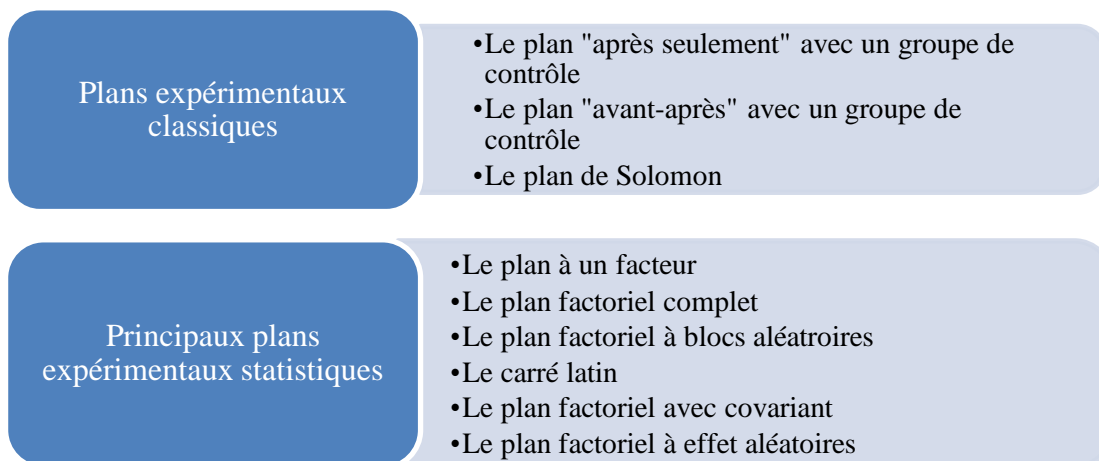 Plans expérimentaux
classiques
•Le plan "après seulement" avec un groupe de
contrôle
•Le plan "avant-après" avec un groupe de
contrôle
•Le plan de Solomon
Principaux plans
expérimentaux statistiques
•Le plan à un facteur
•Le plan factoriel complet
•Le plan factoriel à blocs aléatroires
•Le carré latin
•Le plan factoriel avec covariant
•Le plan factoriel à effet aléatoires